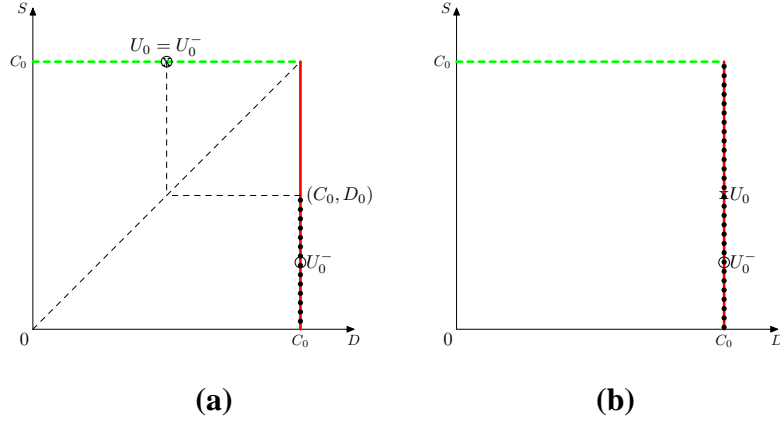 S
C_0
U_0 = U_0^-
(C_0, D_0)
U_0^-
0
C_0
D
(a)
S
C_0
U_0
U_0^-
0
C_0
D
(b)